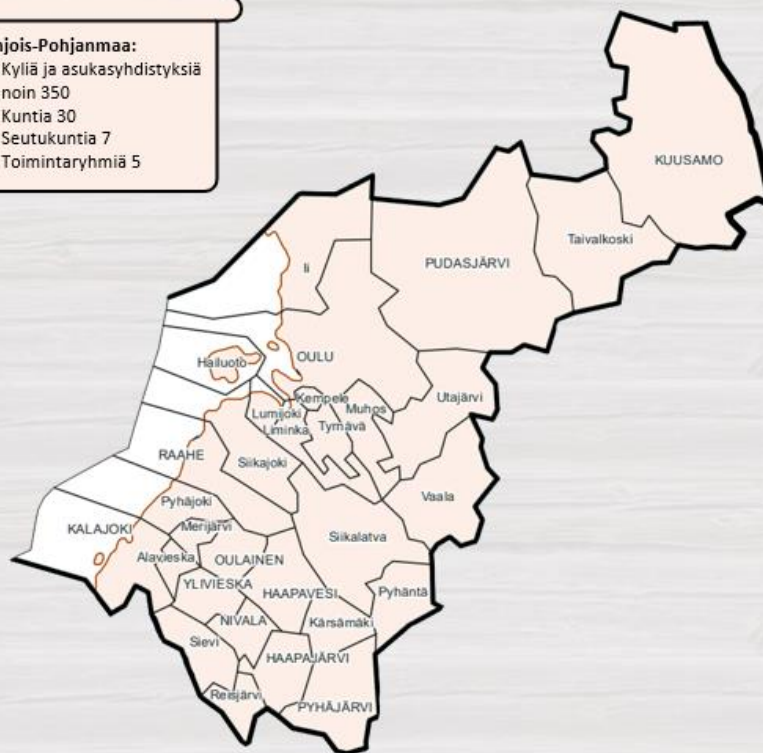 jois-Pohjanmaa:
Kyliä ja asukasyhdistyksiä
noin 350
Kuntia 30
Seutukuntia 7
Toimintaryhmiä 5
KUUSAMO
Taivalkoski
PUDASJÄRVI
Ii
OULU
Hailuoto
Utajärvi
Kempele
Muhos
Lumijoki
Tyrnävä
Liminka
RAAHE
Siikajoki
Vaala
Pyhäjoki
Merijärvi
KALAJOKI
Siikalatva
Alavieska
OULAINEN
YLIVIESKA
HAAPAVESI
Pyhäntä
NIVALA
Kärsämäki
Sievi
HAAPAJÄRVI
Reisjärvi
PYHÄJÄRVI